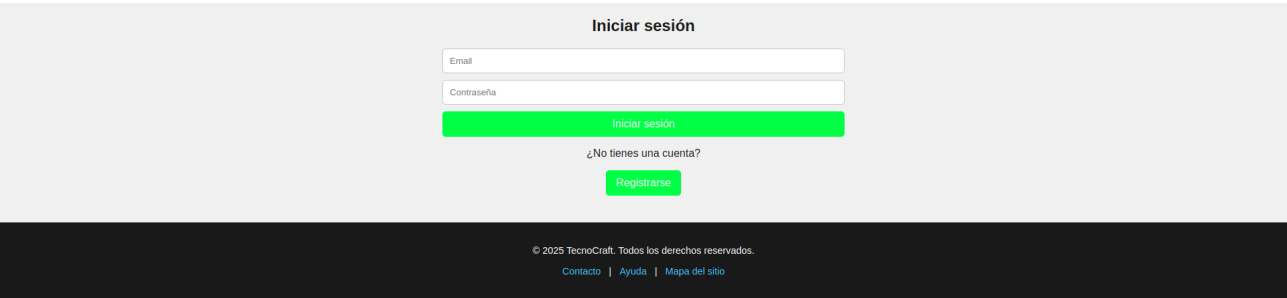 Iniciar sesión
Email
Contraseña
Iniciar sesión
¿No tienes una cuenta?
Registrarse
© 2025 TecnoCraft. Todos los derechos reservados.
Contacto | Ayuda | Mapa del sitio